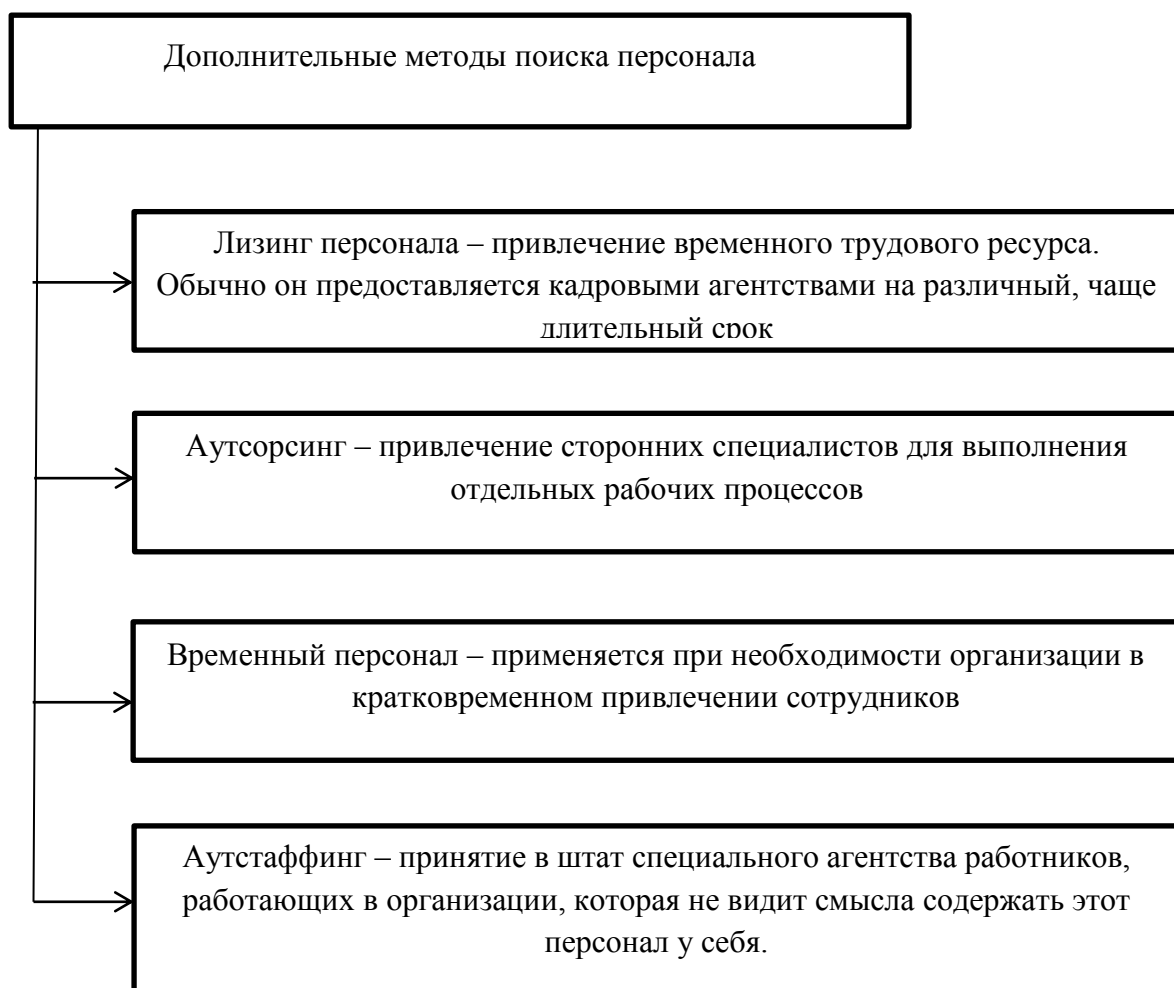 Дополнительные методы поиска персонала
Лизинг персонала – привлечение временного трудового ресурса.
Обычно он предоставляется кадровыми агентствами на различный, чаще
длительный срок
Аутсорсинг – привлечение сторонних специалистов для выполнения
отдельных рабочих процессов
Временный персонал – применяется при необходимости организации в
кратковременном привлечении сотрудников
Аутстаффинг – принятие в штат специального агентства работников,
работающих в организации, которая не видит смысла содержать этот
персонал у себя.